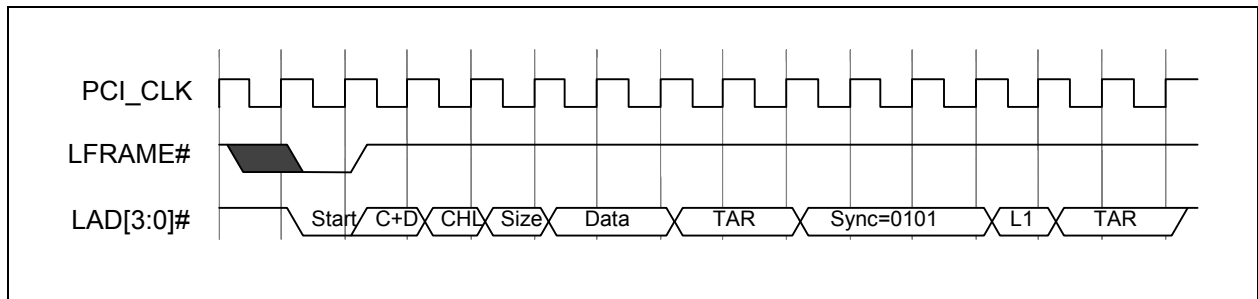 PCI_CLK
LFRAME#
LAD[3:0]# Start C+D CHL Size Data TAR Sync=0101 L1 TAR